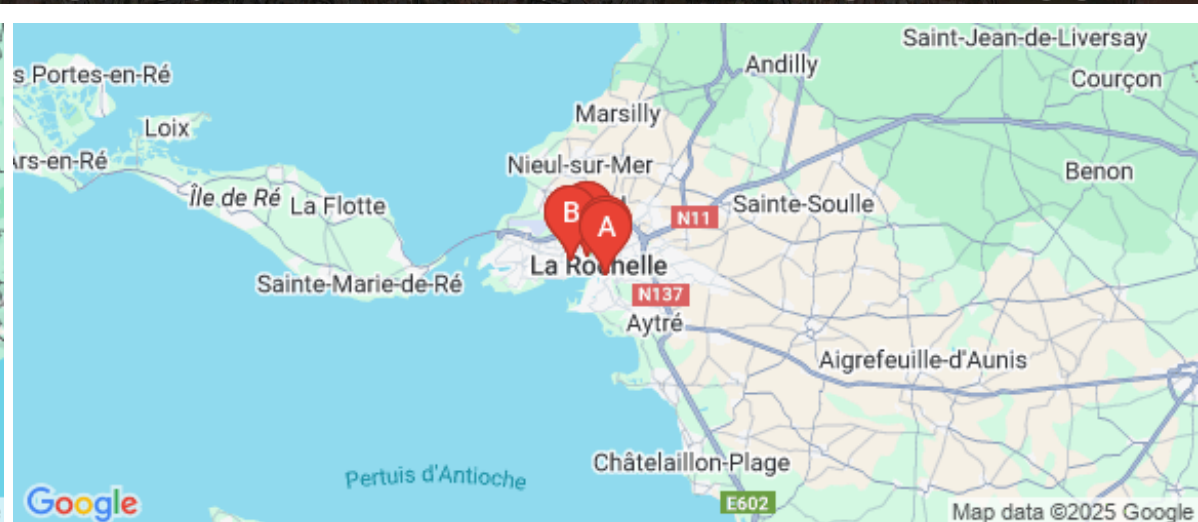 Saint-Jean-de-Liversay
s Portes-en-Ré
Andilly
Courçon
Marsilly
Loix
Ars-en-Ré
Nieul-sur-Mer
Benon
Île de Ré
La Flotte
B
A
N11
Sainte-Soulle
La Rochelle
Sainte-Marie-de-Ré
N137
Aytré
Aigrefeuille-d'Aunis
Châtelaillon-Plage
Pertuis d'Antioche
Google
E602
Map data ©2025 Google